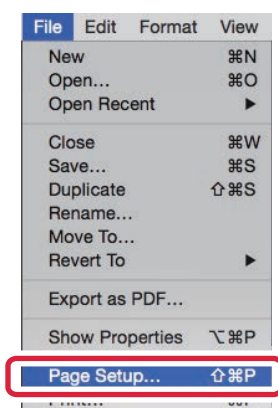 File Edit Format View
New ⌘N
Open... ⌘O
Open Recent ▶
Close ⌘W
Save... ⌘S
Duplicate ⇧⌘S
Rename...
Move To...
Revert To ▶
Export as PDF...
Show Properties ⌥⌘P
Page Setup... ⇧⌘P